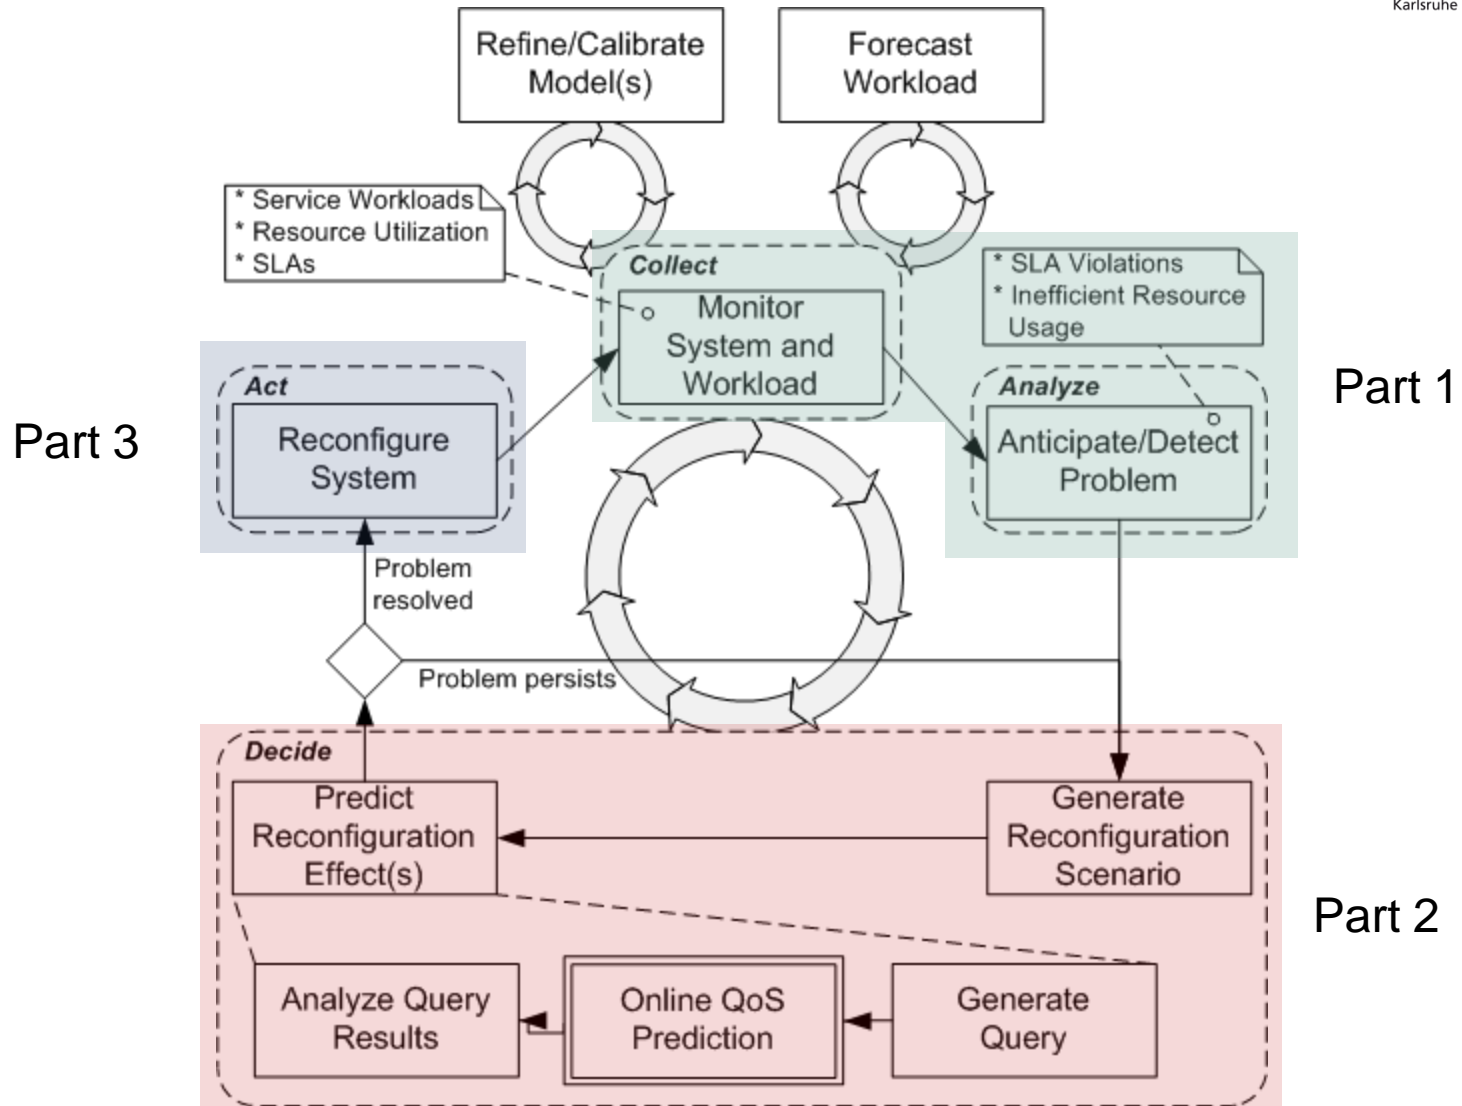 Karlsruhe
Refine/Calibrate
Model(s)
Forecast
Workload
* Service Workloads
* Resource Utilization
* SLAs
Collect
Monitor
System and
Workload
* SLA Violations
* Inefficient Resource
Usage
Part 1
Analyze
Anticipate/Detect
Problem
Part 3
Act
Reconfigure
System
Problem
resolved
Problem persists
Decide
Predict
Reconfiguration
Effect(s)
Generate
Reconfiguration
Scenario
Part 2
Analyze Query
Results
Online QoS
Prediction
Generate
Query